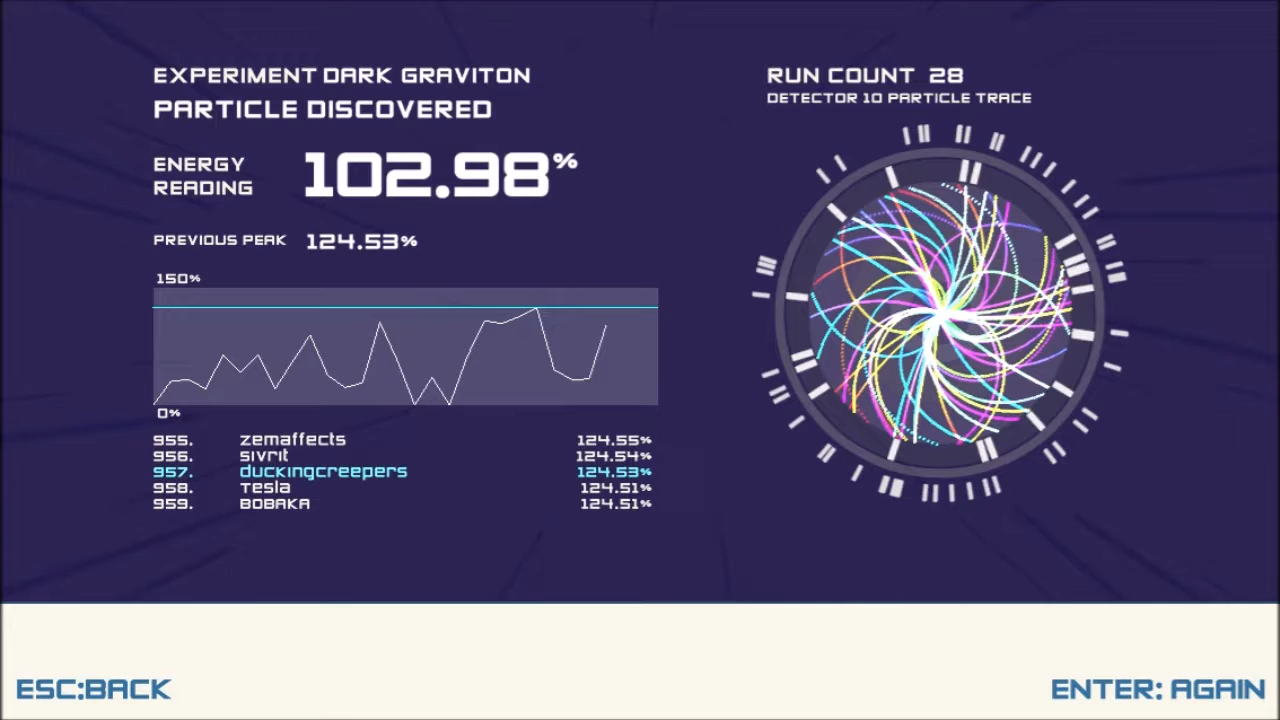 EXPERIMENT DARK GRAVITON
PARTICLE DISCOVERED
ENERGY READING 102.98%
PREVIOUS PEAK 124.53%
150%
0%
955. zemaffects 124.55%
956. sivrit 124.54%
957. duckingcreepers 124.53%
958. Tesla 124.51%
959. BOBAKA 124.51%
RUN COUNT 28
DETECTOR 10 PARTICLE TRACE
ESC:BACK
ENTER: AGAIN